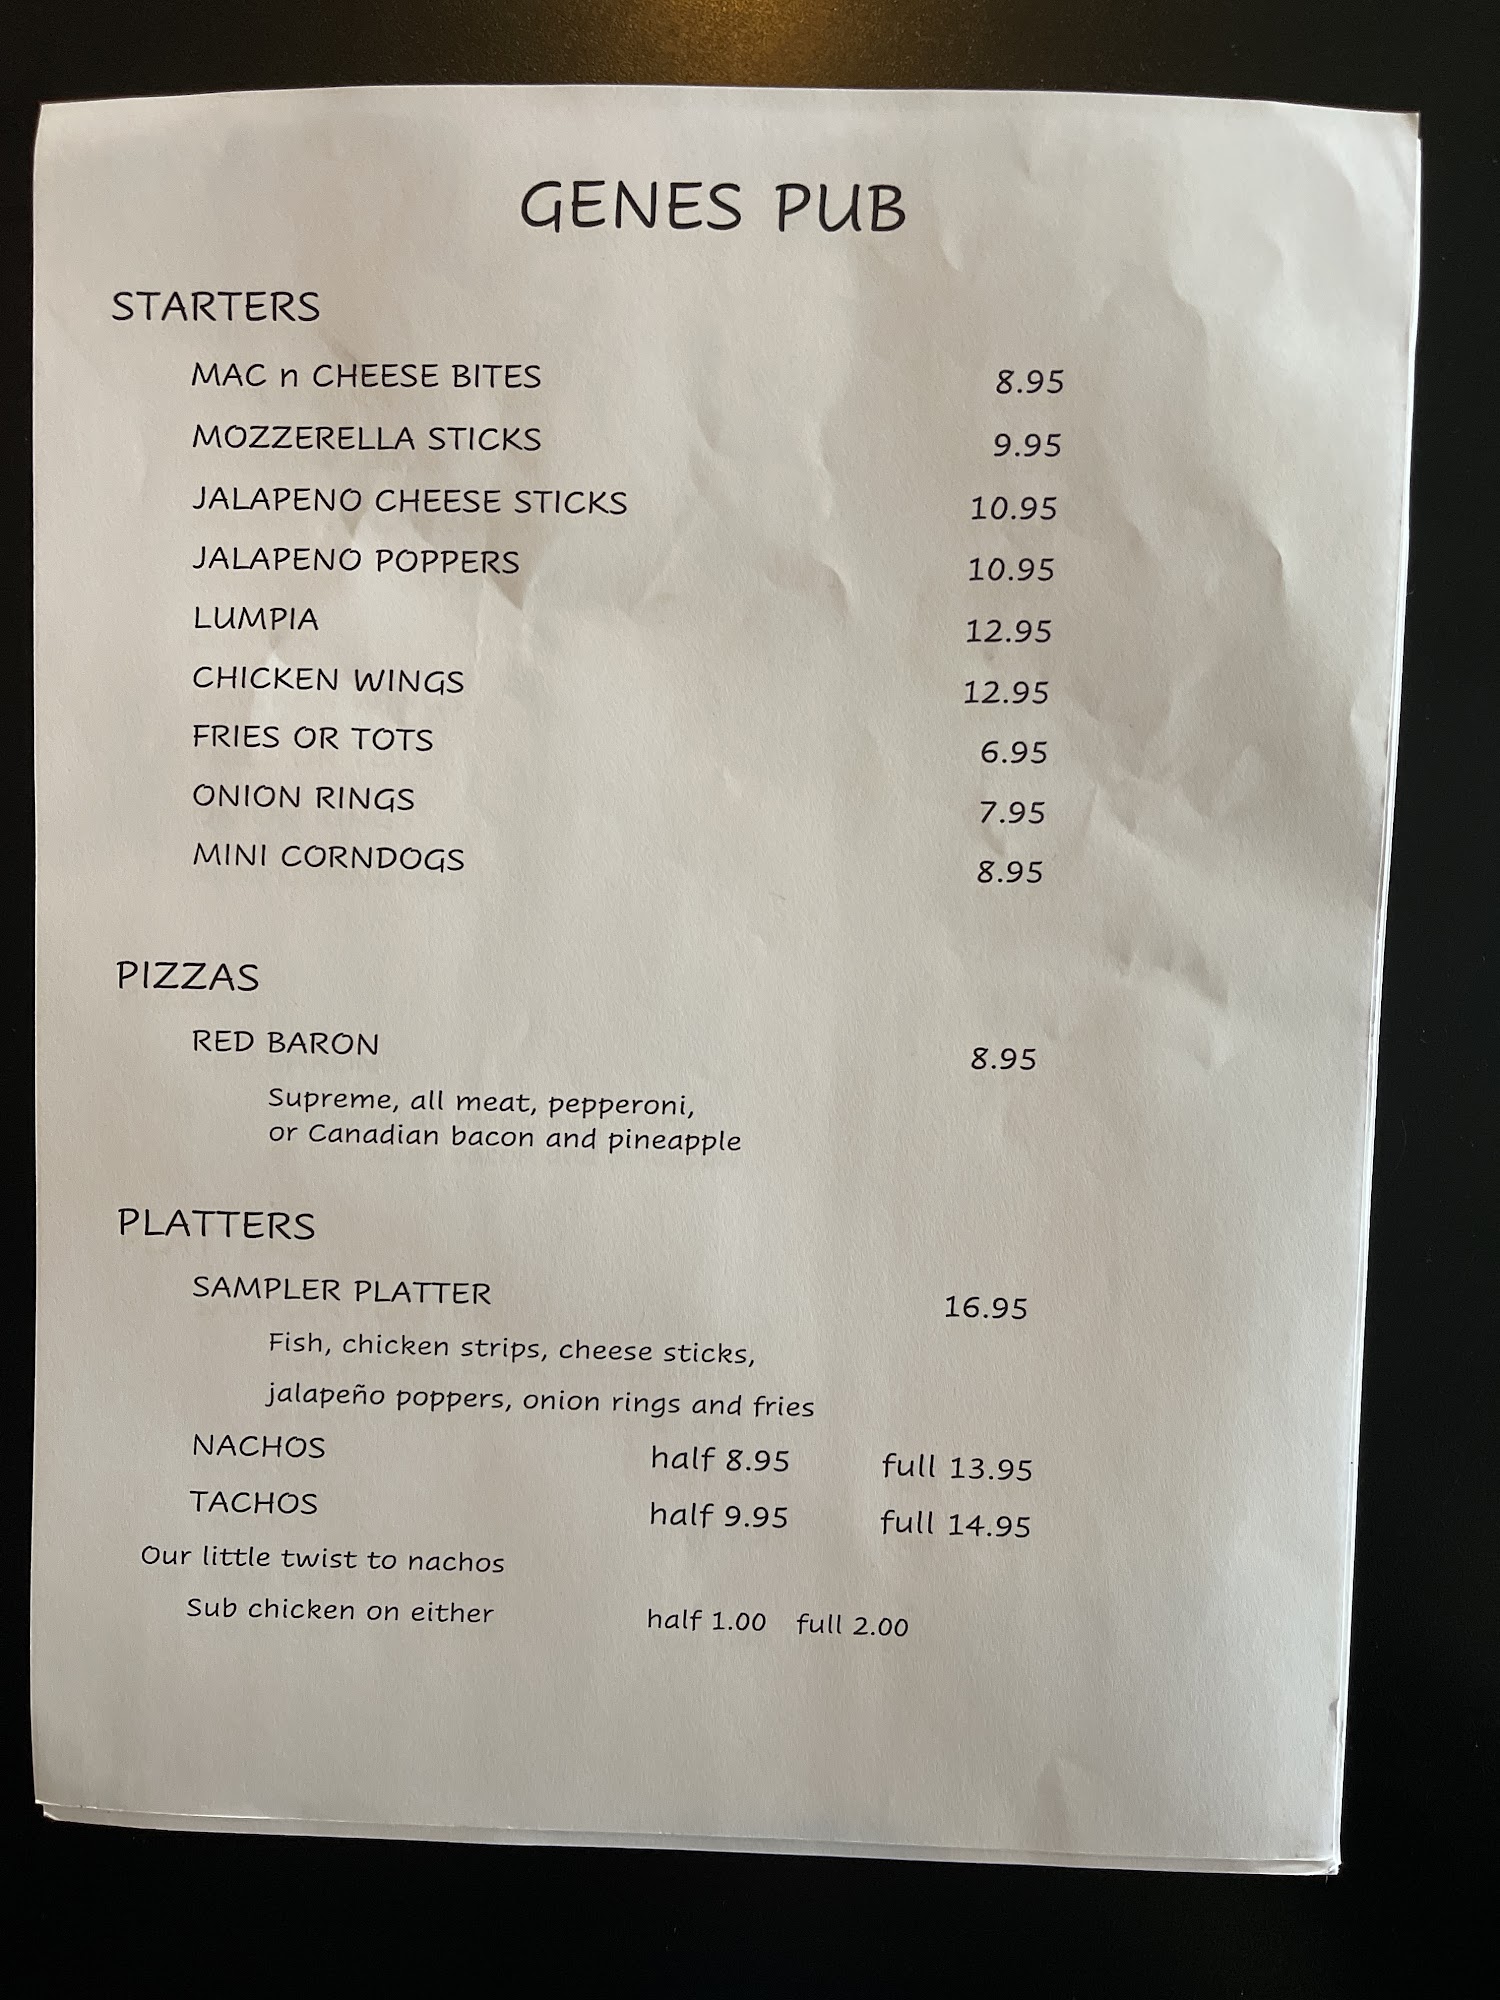 GENES PUB
STARTERS
MAC n CHEESE BITES 8.95
MOZZERELLA STICKS 9.95
JALAPENO CHEESE STICKS 10.95
JALAPENO POPPERS 10.95
LUMPIA 12.95
CHICKEN WINGS 12.95
FRIES OR TOTS 6.95
ONION RINGS 7.95
MINI CORNDOGS 8.95
PIZZAS
RED BARON 8.95
Supreme, all meat, pepperoni,
or Canadian bacon and pineapple
PLATTERS
SAMPLER PLATTER 16.95
Fish, chicken strips, cheese sticks,
jalapeño poppers, onion rings and fries
NACHOS half 8.95 full 13.95
TACHOS half 9.95 full 14.95
Our little twist to nachos
Sub chicken on either half 1.00 full 2.00